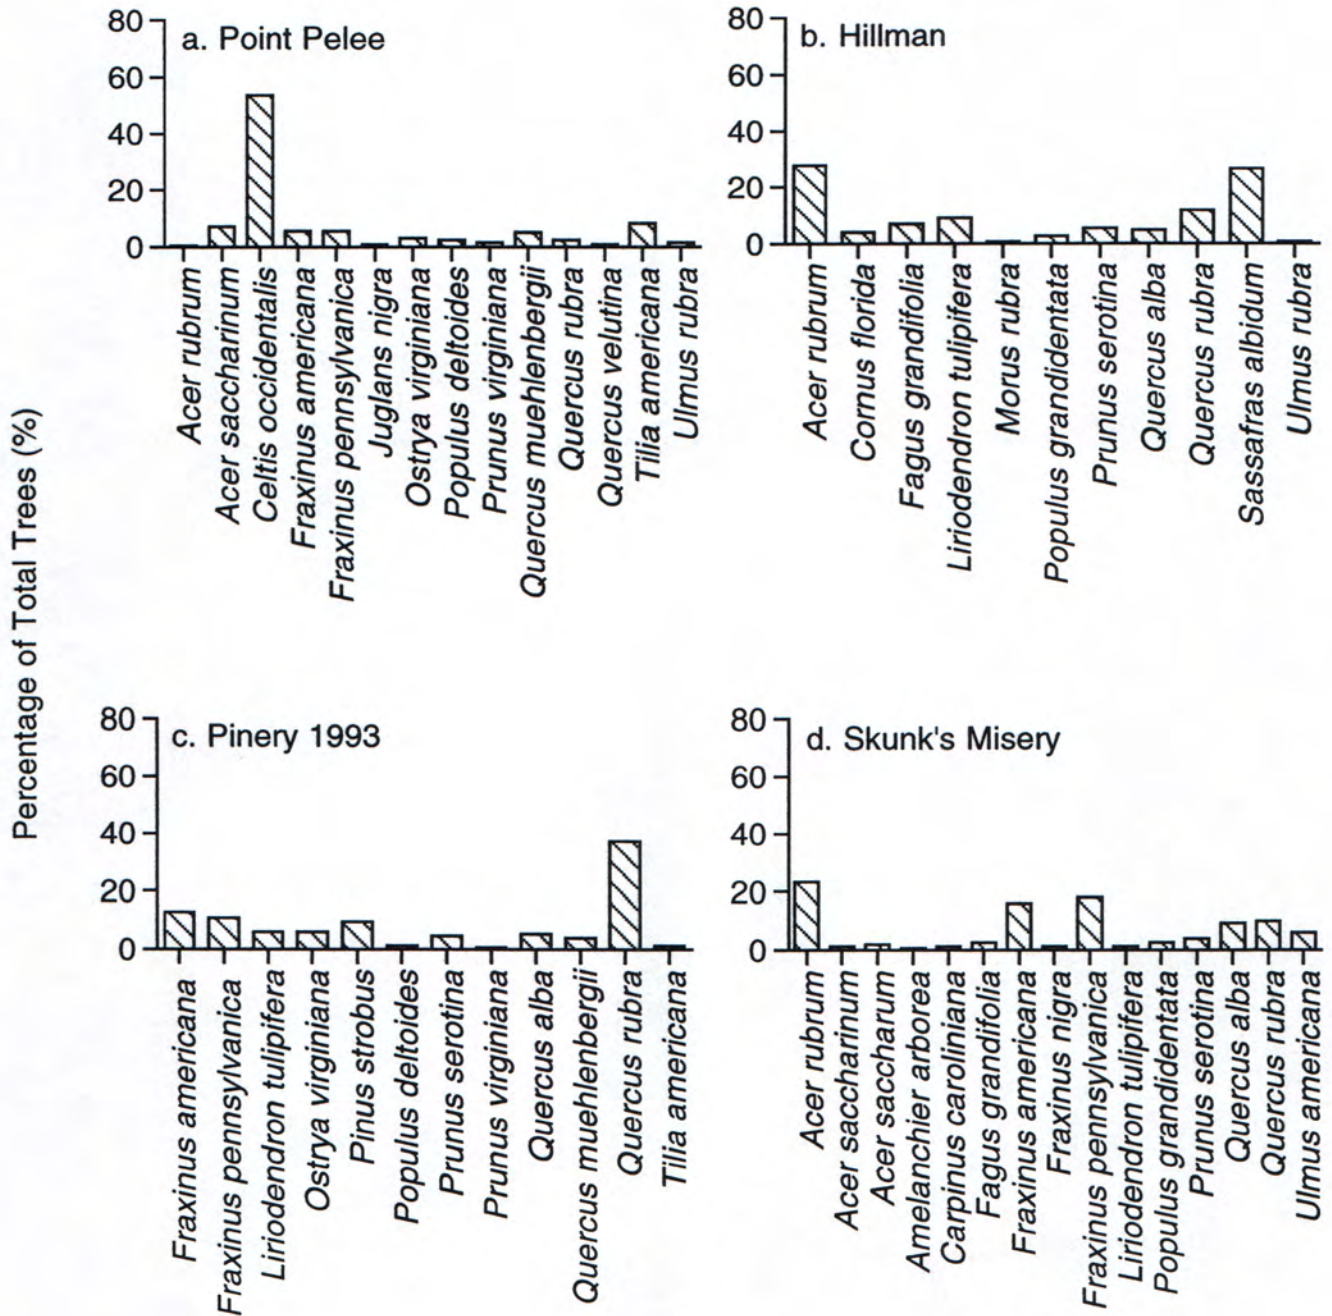 Percentage of Total Trees (%)
a. Point Pelee
80
60
40
20
0
Acer rubrum
Acer saccharinum
Celtis occidentalis
Fraxinus americana
Fraxinus pennsylvanica
Juglans nigra
Ostrya virginiana
Populus deltoides
Prunus virginiana
Quercus muehlenbergii
Quercus rubra
Quercus velutina
Tilia americana
Ulmus rubra
b. Hillman
80
60
40
20
0
Acer rubrum
Cornus florida
Fagus grandifolia
Liriodendron tulipifera
Morus rubra
Populus grandidentata
Prunus serotina
Quercus alba
Quercus rubra
Sassafras albidum
Ulmus rubra
c. Pinery 1993
80
60
40
20
0
Fraxinus americana
Fraxinus pennsylvanica
Liriodendron tulipifera
Ostrya virginiana
Pinus strobus
Populus deltoides
Prunus serotina
Prunus virginiana
Quercus alba
Quercus muehlenbergii
Quercus rubra
Tilia americana
d. Skunk's Misery
80
60
40
20
0
Acer rubrum
Acer saccharinum
Acer saccharum
Amelanchier arborea
Carpinus caroliniana
Fagus grandifolia
Fraxinus americana
Fraxinus nigra
Fraxinus pennsylvanica
Liriodendron tulipifera
Populus grandidentata
Prunus serotina
Quercus alba
Quercus rubra
Ulmus americana